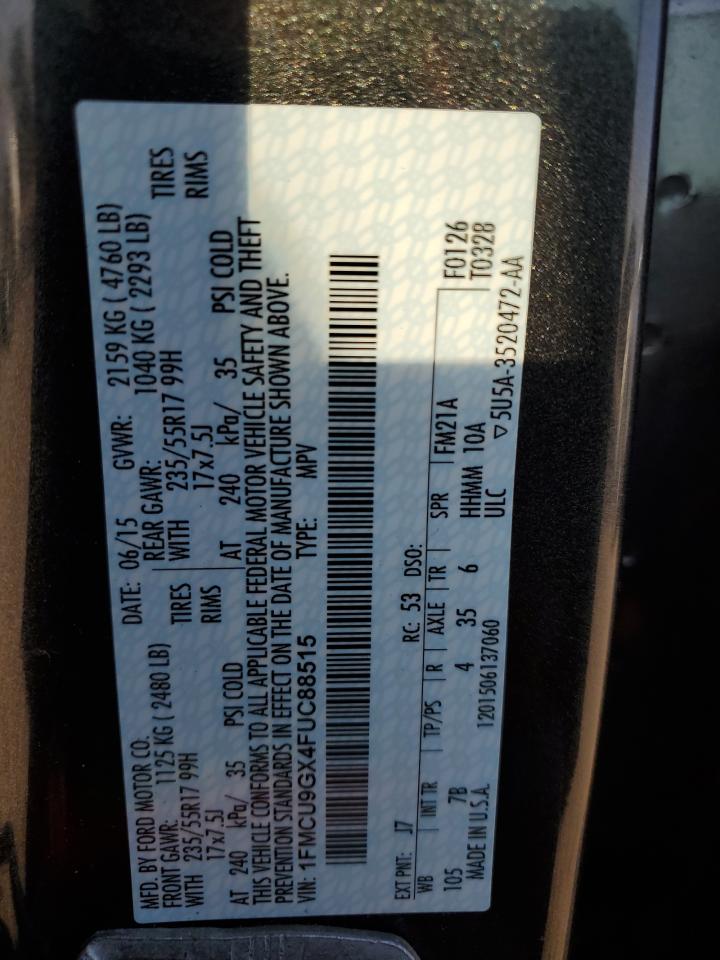 MFD. BY FORD MOTOR CO. DATE: 06/15 GVWR: 2159 KG ( 4760 LB)
FRONT GAWR: 1125 KG ( 2480 LB) REAR GAWR: 1040 KG ( 2293 LB)
WITH 235/55R17 99H TIRES WITH 235/55R17 99H TIRES
17x7.5J RIMS 17x7.5J RIMS
AT 240 kPa/ 35 PSI COLD AT 240 kPa/ 35 PSI COLD
THIS VEHICLE CONFORMS TO ALL APPLICABLE FEDERAL MOTOR VEHICLE SAFETY AND THEFT
PREVENTION STANDARDS IN EFFECT ON THE DATE OF MANUFACTURE SHOWN ABOVE.
VIN: 1FMCU9GX4FUC88515 TYPE: MPV
EXT PNT: J7 RC: 53 DSO: F0126
WB INT TR TP/PS R AXLE TR SPR FM21A T0328
105 7B 4 35 6 HHMM 10A
MADE IN U.S.A. 1201506137060 ULC ▽5U5A-3520472-AA